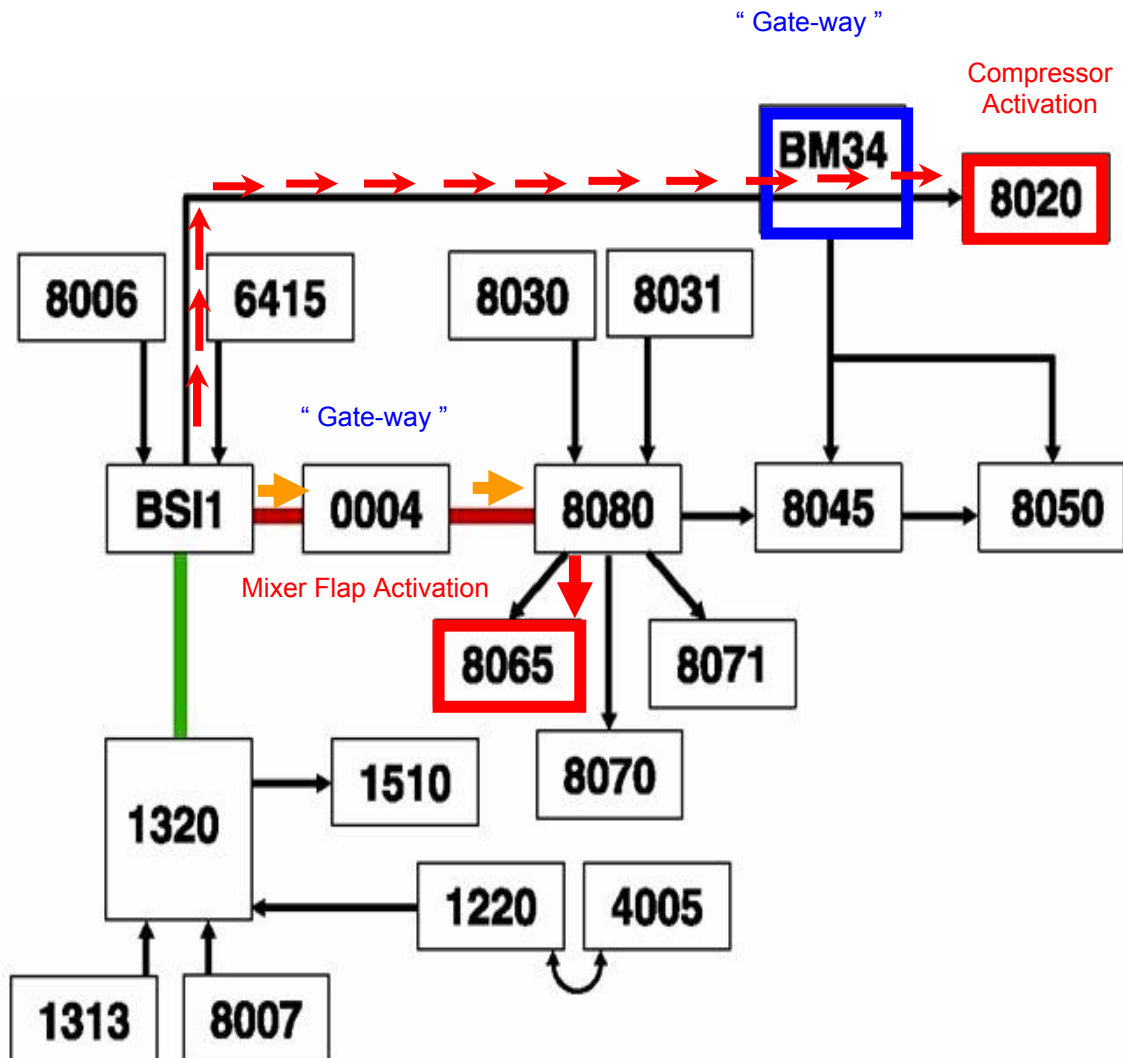 “ Gate-way ”
Compressor
Activation
BM34
8020
8006
6415
8030
8031
“ Gate-way ”
BSI1
0004
8080
8045
8050
Mixer Flap Activation
8065
8071
8070
1510
1320
1220
4005
1313
8007